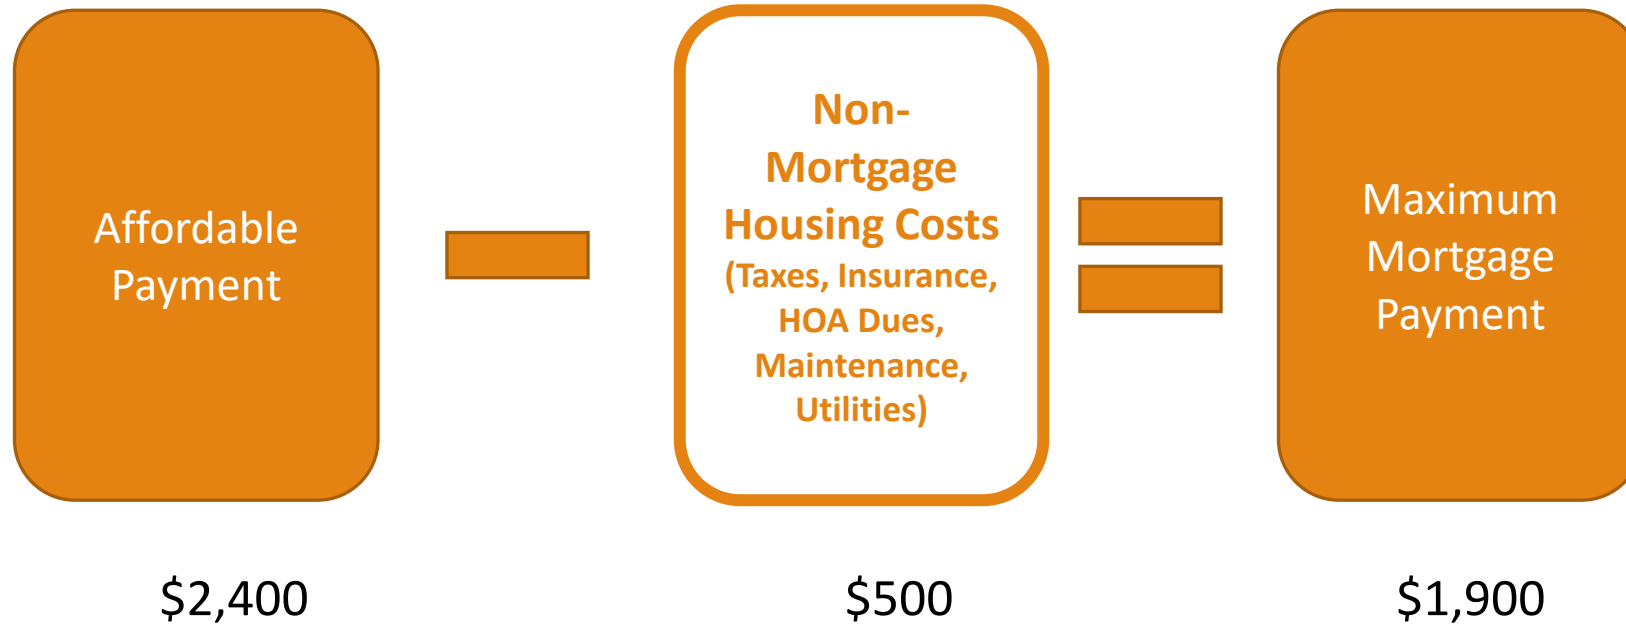 Affordable
Payment
Non-
Mortgage
Housing Costs
(Taxes, Insurance,
HOA Dues,
Maintenance,
Utilities)
Maximum
Mortgage
Payment
$2,400
$500
$1,900